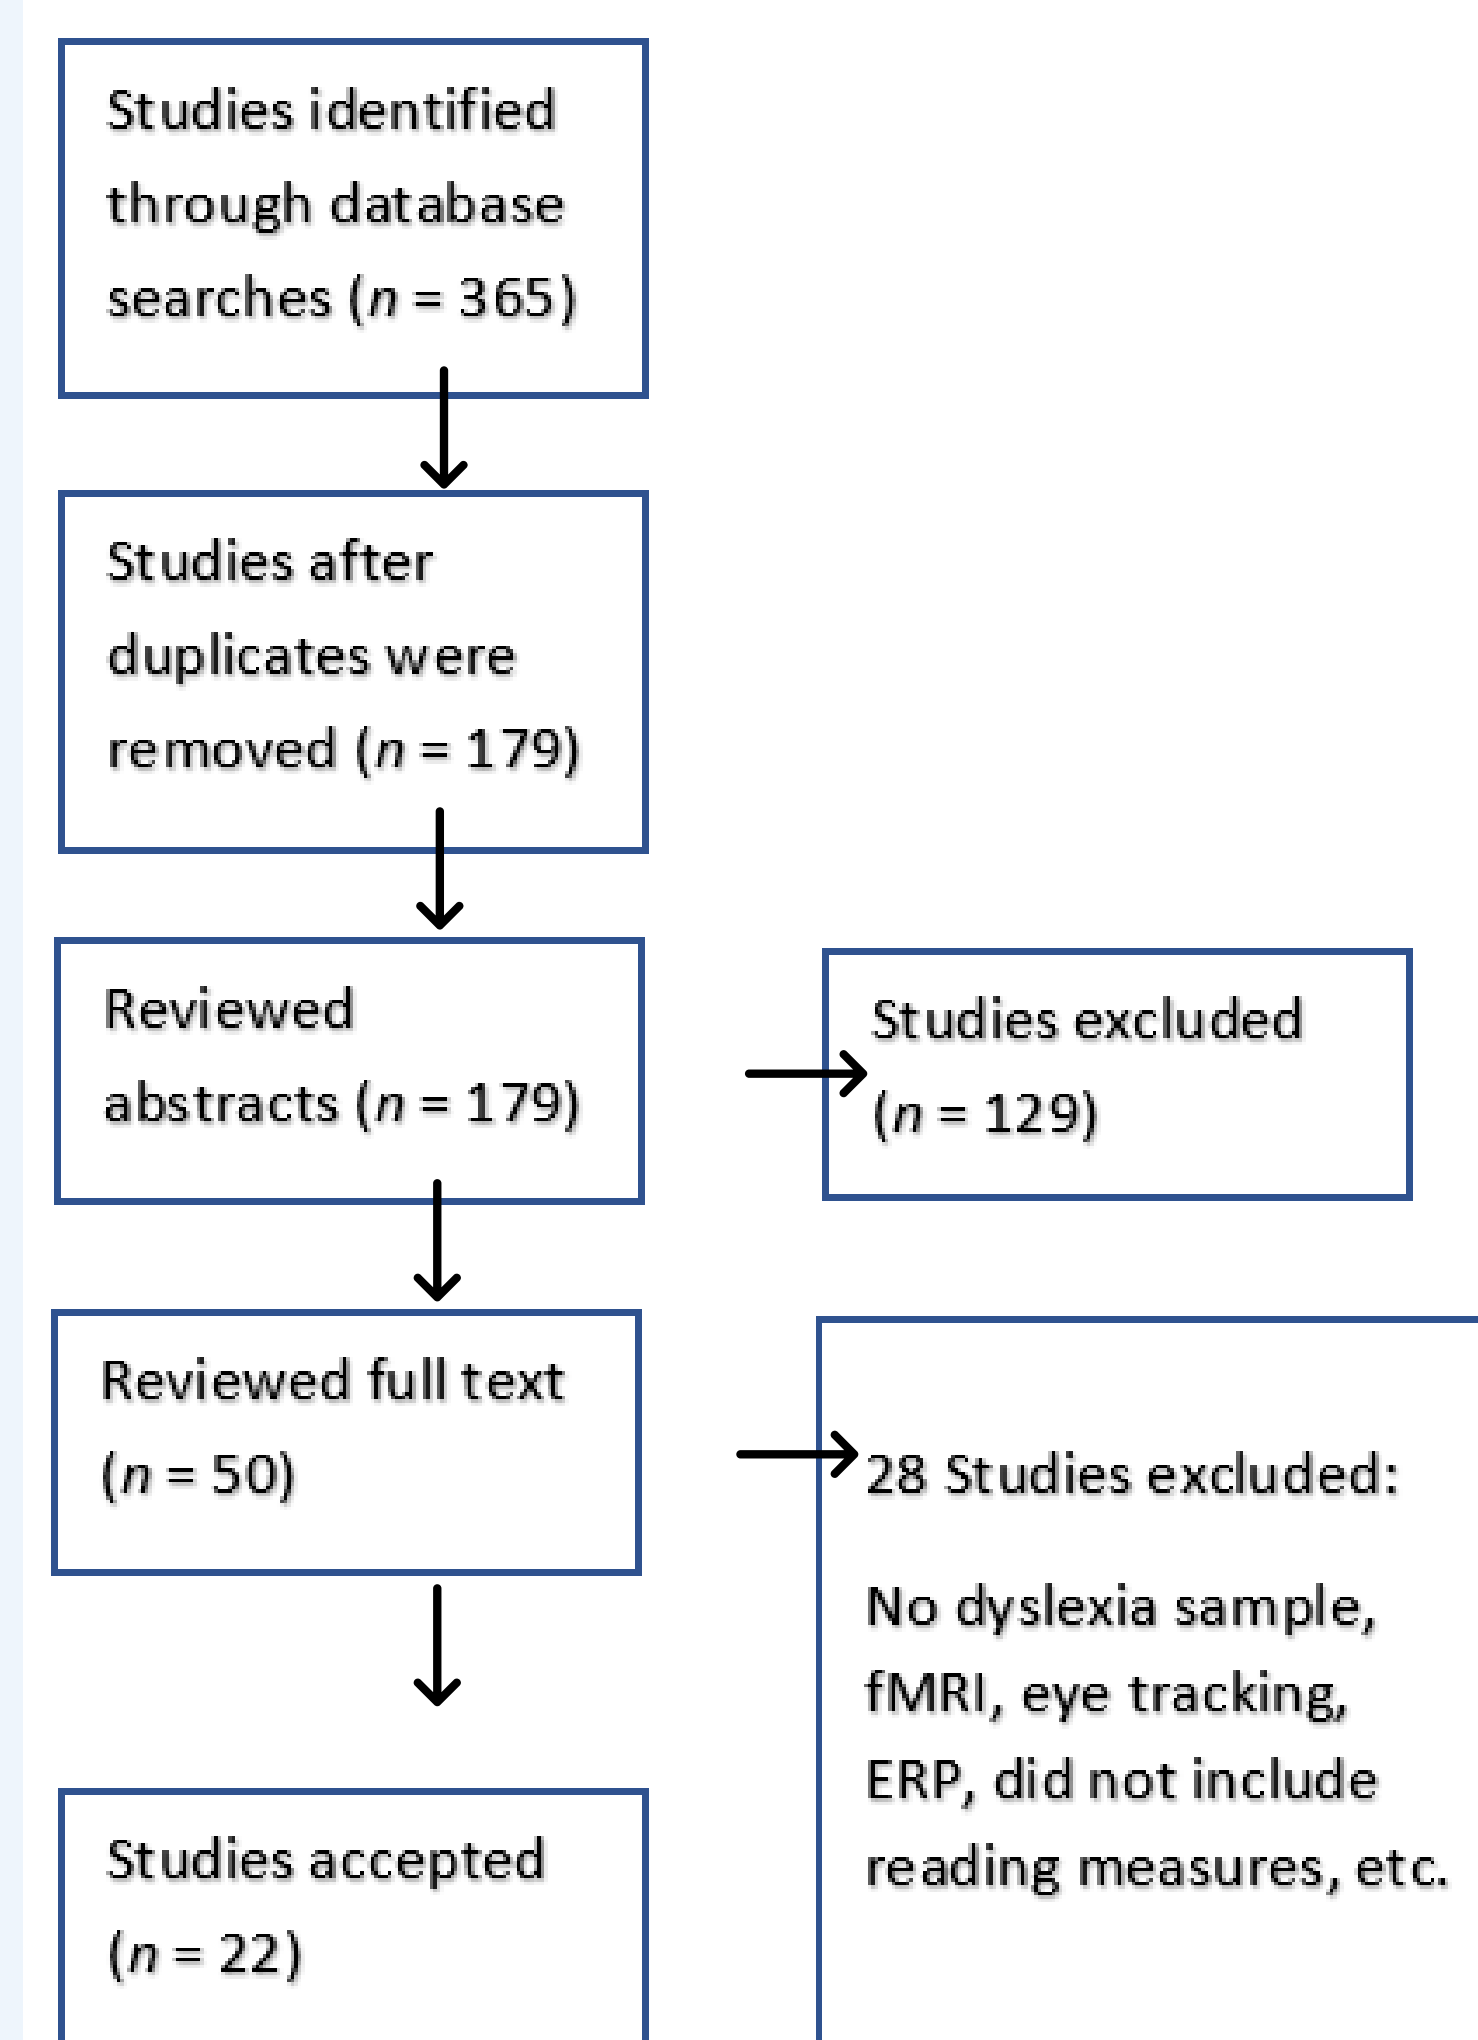 Studies identified
through database
searches (n = 365)
Studies after
duplicates were
removed (n = 179)
Reviewed
abstracts (n = 179)
Studies excluded
(n = 129)
Reviewed full text
(n = 50)
28 Studies excluded:
No dyslexia sample,
fMRI, eye tracking,
ERP, did not include
reading measures, etc.
Studies accepted
(n = 22)